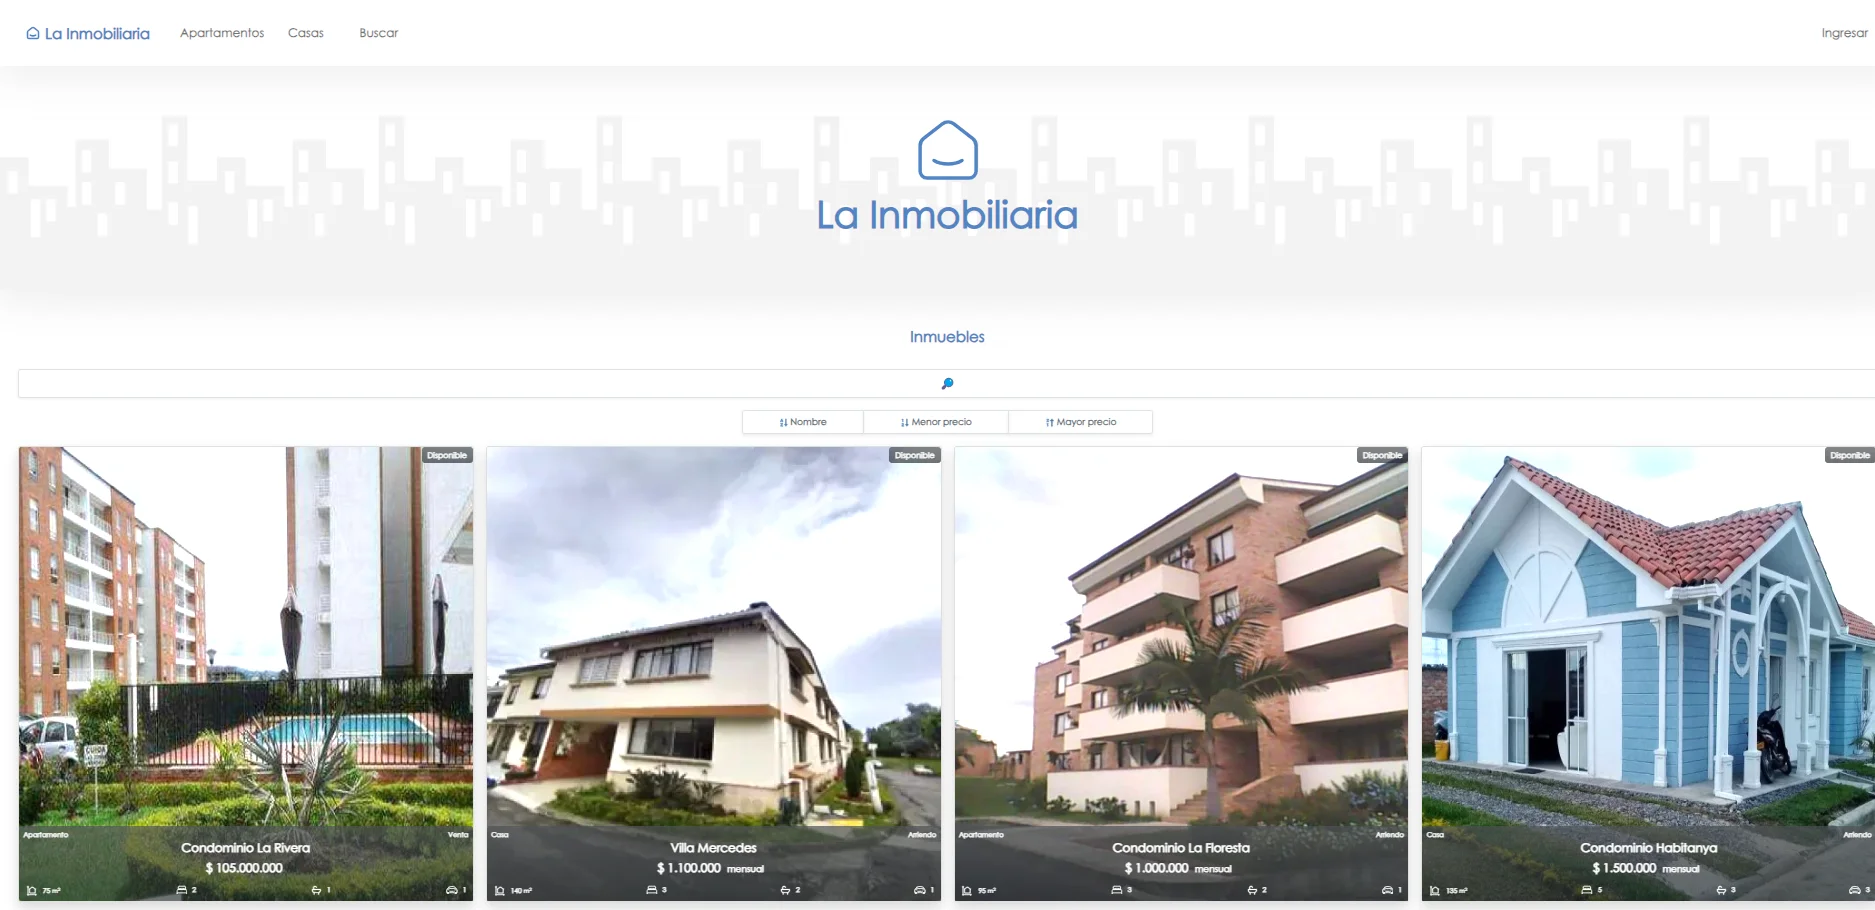 La Inmobiliaria Apartamentos Casas Buscar Ingresar
La Inmobiliaria
Inmuebles
Nombre Menor precio Mayor precio
Disponible
Apartamento Venta
Condominio La Rivera
$ 105.000.000
75 m² 2 1 1
Disponible
Casa Arriendo
Villa Mercedes
$ 1.100.000 mensual
140 m² 3 2 1
Disponible
Apartamento Arriendo
Condominio La Floresta
$ 1.000.000 mensual
95 m² 3 2 1
Disponible
Casa Arriendo
Condominio Habitanya
$ 1.500.000 mensual
135 m² 5 3 3